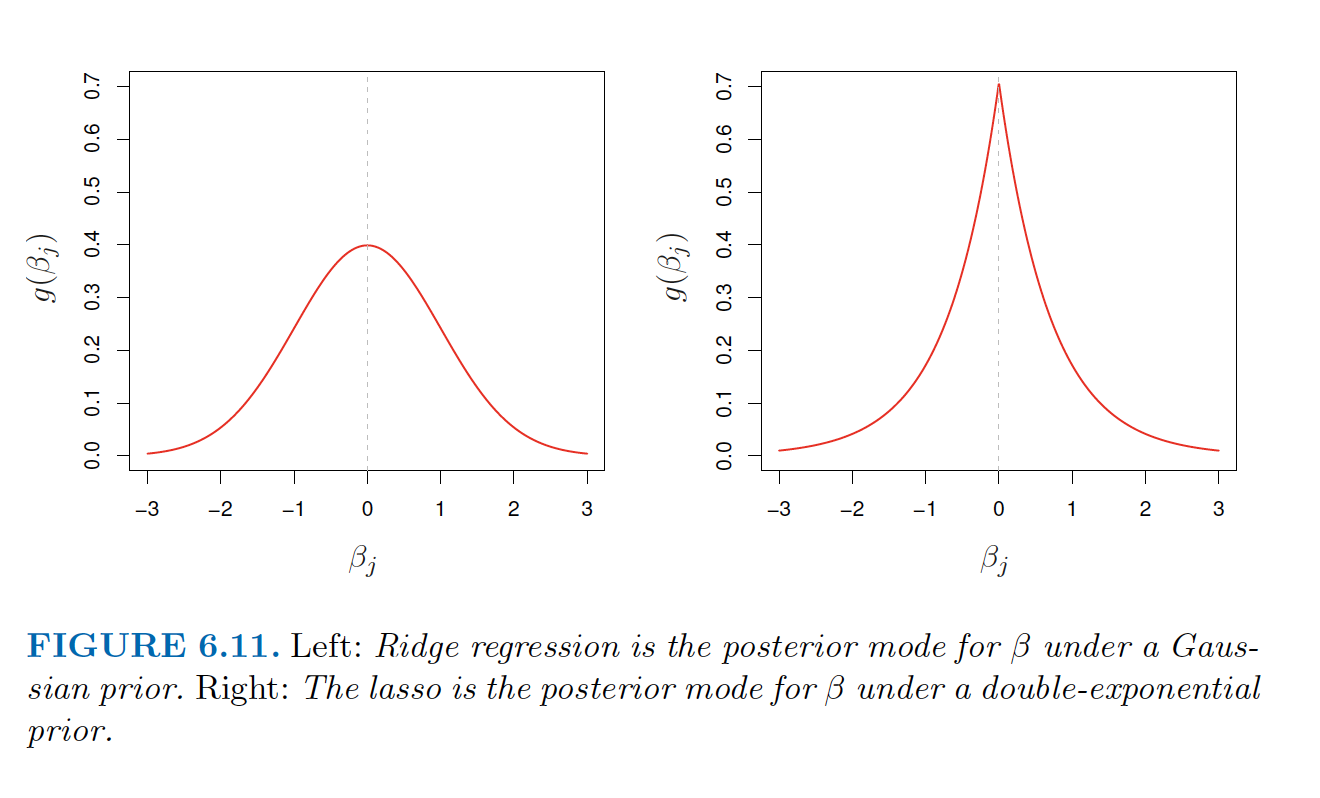 0.7
0.6
0.5
0.4
0.3
0.2
0.1
0.0
g(βj)
−3 −2 −1 0 1 2 3
βj
0.7
0.6
0.5
0.4
0.3
0.2
0.1
0.0
g(βj)
−3 −2 −1 0 1 2 3
βj
FIGURE 6.11. Left: Ridge regression is the posterior mode for β under a Gaus-
sian prior. Right: The lasso is the posterior mode for β under a double-exponential
prior.